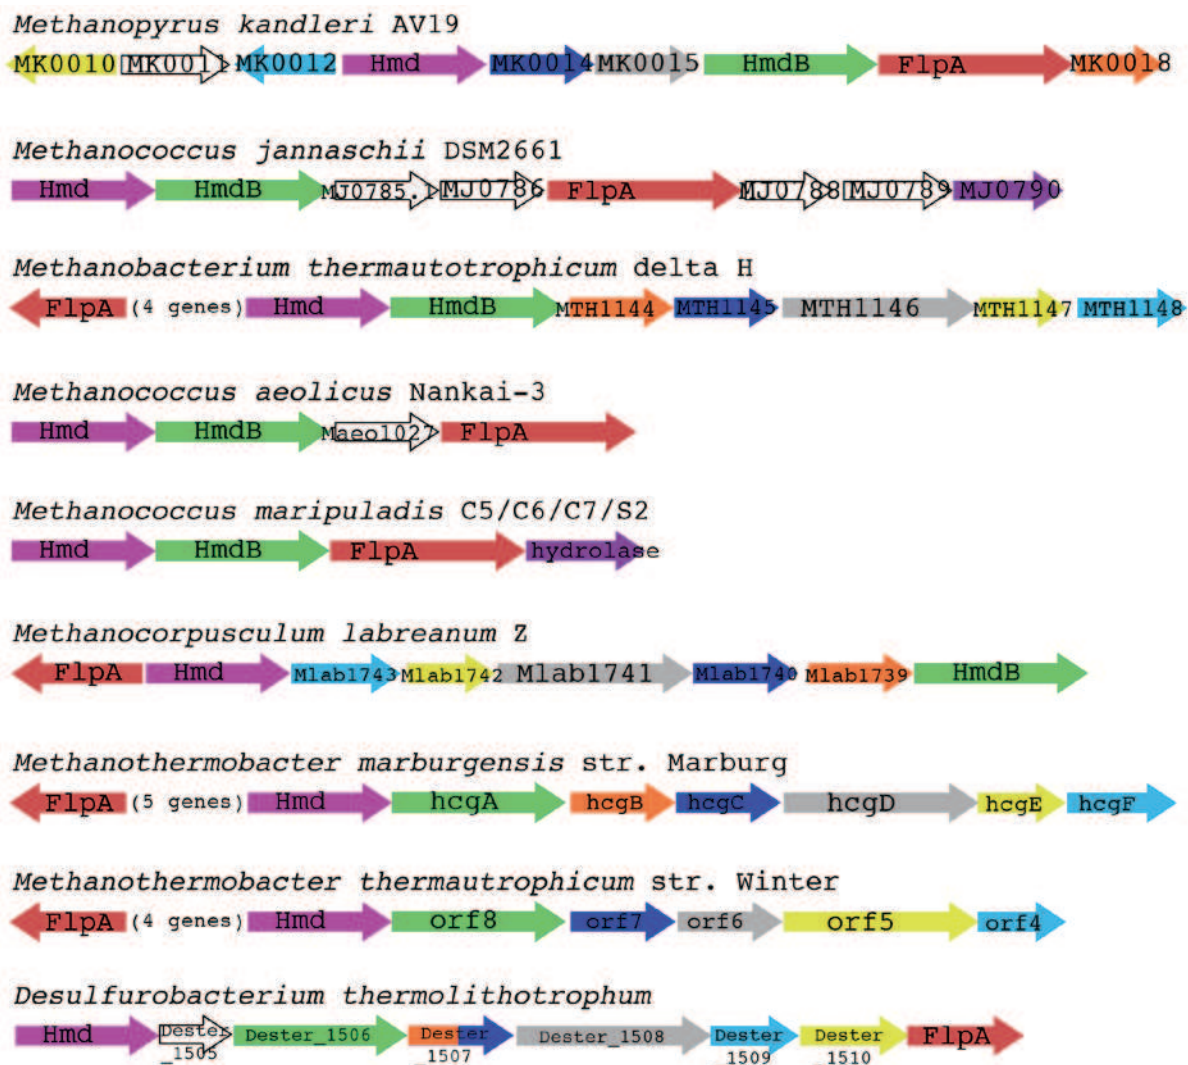 Methanopyrus kandleri AV19
MK0010 MK0011 MK0012 Hmd MK0014 MK0015 HmdB FlpA MK0018
Methanococcus jannaschii DSM2661
Hmd HmdB MJ0785.1 MJ0786 FlpA MJ0788 MJ0789 MJ0790
Methanobacterium thermautotrophicum delta H
FlpA (4 genes) Hmd HmdB MTH1144 MTH1145 MTH1146 MTH1147 MTH1148
Methanococcus aeolicus Nankai-3
Hmd HmdB Maeo1027 FlpA
Methanococcus maripuladis C5/C6/C7/S2
Hmd HmdB FlpA hydrolase
Methanocorpusculum labreanum Z
FlpA Hmd Mlab1743 Mlab1742 Mlab1741 Mlab1740 Mlab1739 HmdB
Methanothermobacter marburgensis str. Marburg
FlpA (5 genes) Hmd hcgA hcgB hcgC hcgD hcgE hcgF
Methanothermobacter thermautrophicum str. Winter
FlpA (4 genes) Hmd orf8 orf7 orf6 orf5 orf4
Desulfurobacterium thermolithotrophum
Hmd Dester Dester_1506 Dester Dester_1508 Dester Dester FlpA
_1505 _1507 _1509 _1510